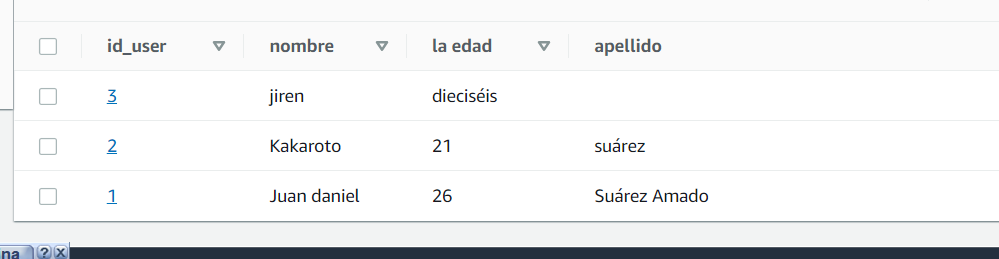 id_user nombre la edad apellido
3 jiren dieciséis
2 Kakaroto 21 suárez
1 Juan daniel 26 Suárez Amado
na ? x